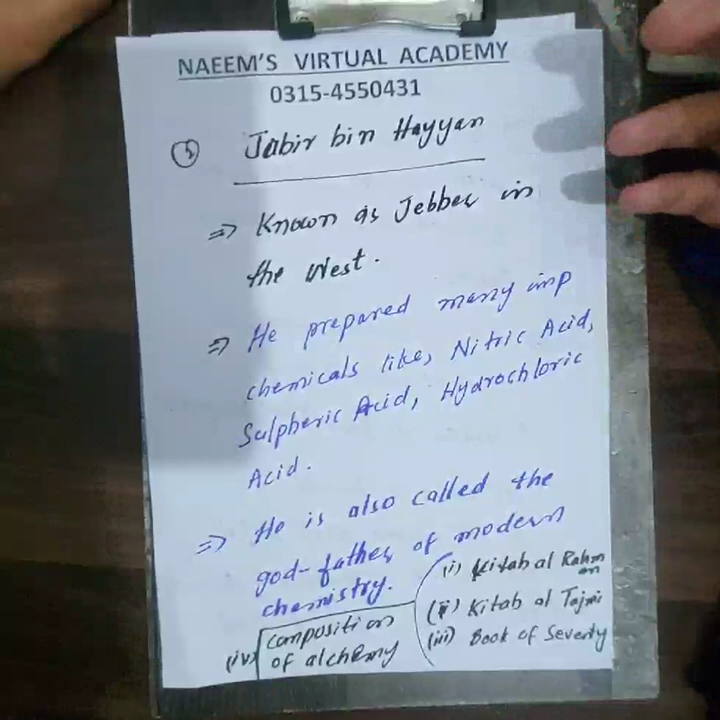 NAEEM'S VIRTUAL ACADEMY
0315-4550431
Jabir bin Hayyan
⇒ Known as Jebber in
the West.
⇒ He prepared many imp
chemicals like, Nitric Acid,
Sulpheric Acid, Hydrochloric
Acid.
⇒ He is also called the
god-father of modern
chemistry.
(i) Kitab al Rahman
(ii) Kitab al Tajmi
(iii) Book of Seventy
(iv) Composition
of alchemy